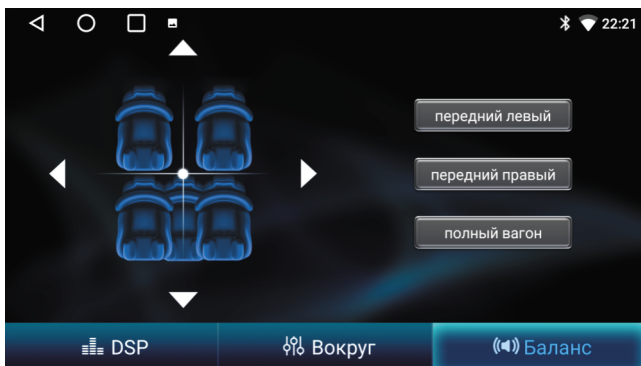 22:21
передний левый
передний правый
полный вагон
DSP
Вокруг
Баланс